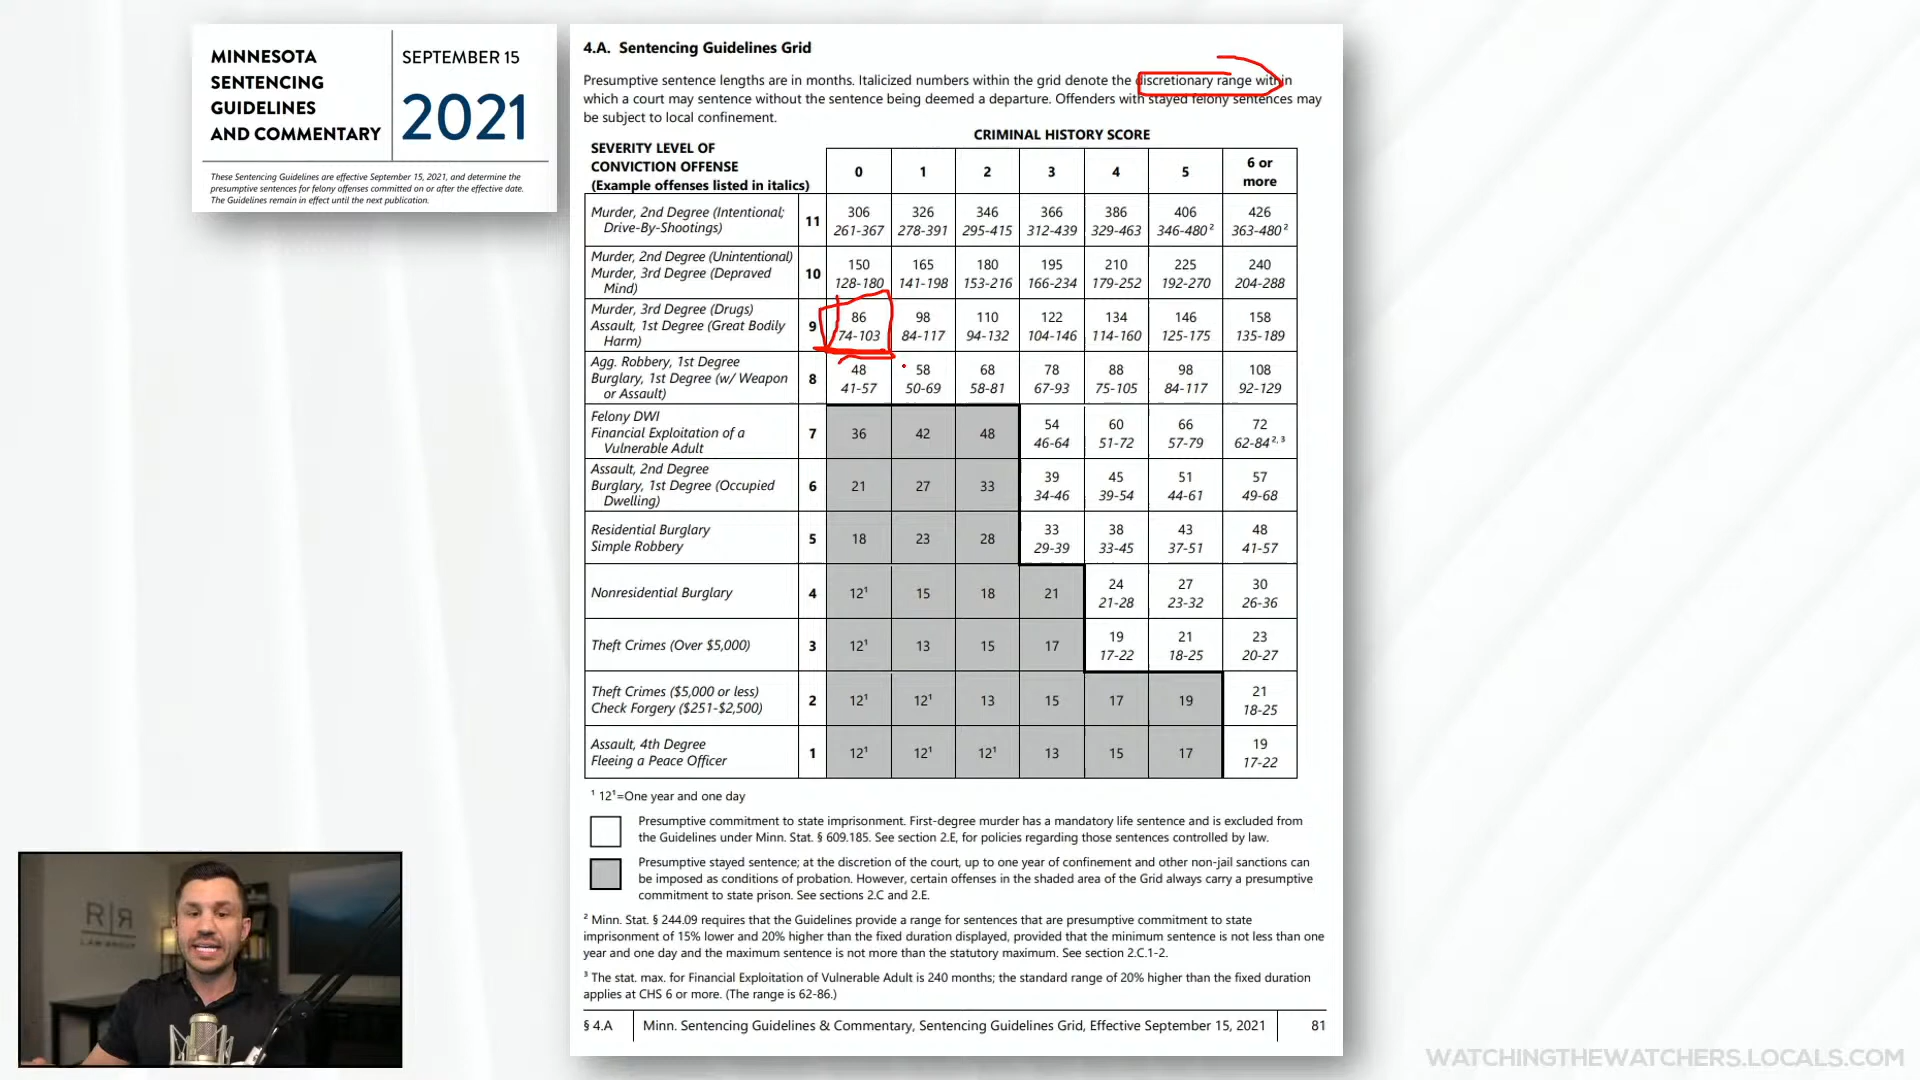 MINNESOTA
SENTENCING
GUIDELINES
AND COMMENTARY
SEPTEMBER 15
2021
These Sentencing Guidelines are effective September 15, 2021, and determine the
presumptive sentences for felony offenses committed on or after the effective date.
The Guidelines remain in effect until the next publication.
4.A. Sentencing Guidelines Grid
Presumptive sentence lengths are in months. Italicized numbers within the grid denote the discretionary range within
which a court may sentence without the sentence being deemed a departure. Offenders with stayed felony sentences may
be subject to local confinement.
CRIMINAL HISTORY SCORE
SEVERITY LEVEL OF
CONVICTION OFFENSE
(Example offenses listed in italics)
0 1 2 3 4 5 6 or
more
Murder, 2nd Degree (Intentional;
Drive-By-Shootings)
11
306 326 346 366 386 406 426
261-367 278-391 295-415 312-439 329-463 346-480² 363-480²
Murder, 2nd Degree (Unintentional)
Murder, 3rd Degree (Depraved
Mind)
10
150 165 180 195 210 225 240
128-180 141-198 153-216 166-234 179-252 192-270 204-288
Murder, 3rd Degree (Drugs)
Assault, 1st Degree (Great Bodily
Harm)
9
86 98 110 122 134 146 158
74-103 84-117 94-132 104-146 114-160 125-175 135-189
Agg. Robbery, 1st Degree
Burglary, 1st Degree (w/ Weapon
or Assault)
8
48 58 68 78 88 98 108
41-57 50-69 58-81 67-93 75-105 84-117 92-129
Felony DWI
Financial Exploitation of a
Vulnerable Adult
7
36 42 48
54 60 66 72
46-64 51-72 57-79 62-84²,³
Assault, 2nd Degree
Burglary, 1st Degree (Occupied
Dwelling)
6
21 27 33
39 45 51 57
34-46 39-54 44-61 49-68
Residential Burglary
Simple Robbery
5
18 23 28
33 38 43 48
29-39 33-45 37-51 41-57
Nonresidential Burglary
4
12¹ 15 18 21
24 27 30
21-28 23-32 26-36
Theft Crimes (Over $5,000)
3
12¹ 13 15 17
19 21 23
17-22 18-25 20-27
Theft Crimes ($5,000 or less)
Check Forgery ($251-$2,500)
2
12¹ 12¹ 13 15 17 19
21
18-25
Assault, 4th Degree
Fleeing a Peace Officer
1
12¹ 12¹ 12¹ 13 15 17
19
17-22
¹ 12¹=One year and one day
Presumptive commitment to state imprisonment. First-degree murder has a mandatory life sentence and is excluded from
the Guidelines under Minn. Stat. § 609.185. See section 2.E, for policies regarding those sentences controlled by law.
Presumptive stayed sentence; at the discretion of the court, up to one year of confinement and other non-jail sanctions can
be imposed as conditions of probation. However, certain offenses in the shaded area of the Grid always carry a presumptive
commitment to state prison. See sections 2.C and 2.E.
² Minn. Stat. § 244.09 requires that the Guidelines provide a range for sentences that are presumptive commitment to state
imprisonment of 15% lower and 20% higher than the fixed duration displayed, provided that the minimum sentence is not less than one
year and one day and the maximum sentence is not more than the statutory maximum. See section 2.C.1-2.
³ The stat. max. for Financial Exploitation of Vulnerable Adult is 240 months; the standard range of 20% higher than the fixed duration
applies at CHS 6 or more. (The range is 62-86.)
§ 4.A Minn. Sentencing Guidelines & Commentary, Sentencing Guidelines Grid, Effective September 15, 2021 81
R|R
LAW GROUP
WATCHINGTHEWATCHERS.LOCALS.COM